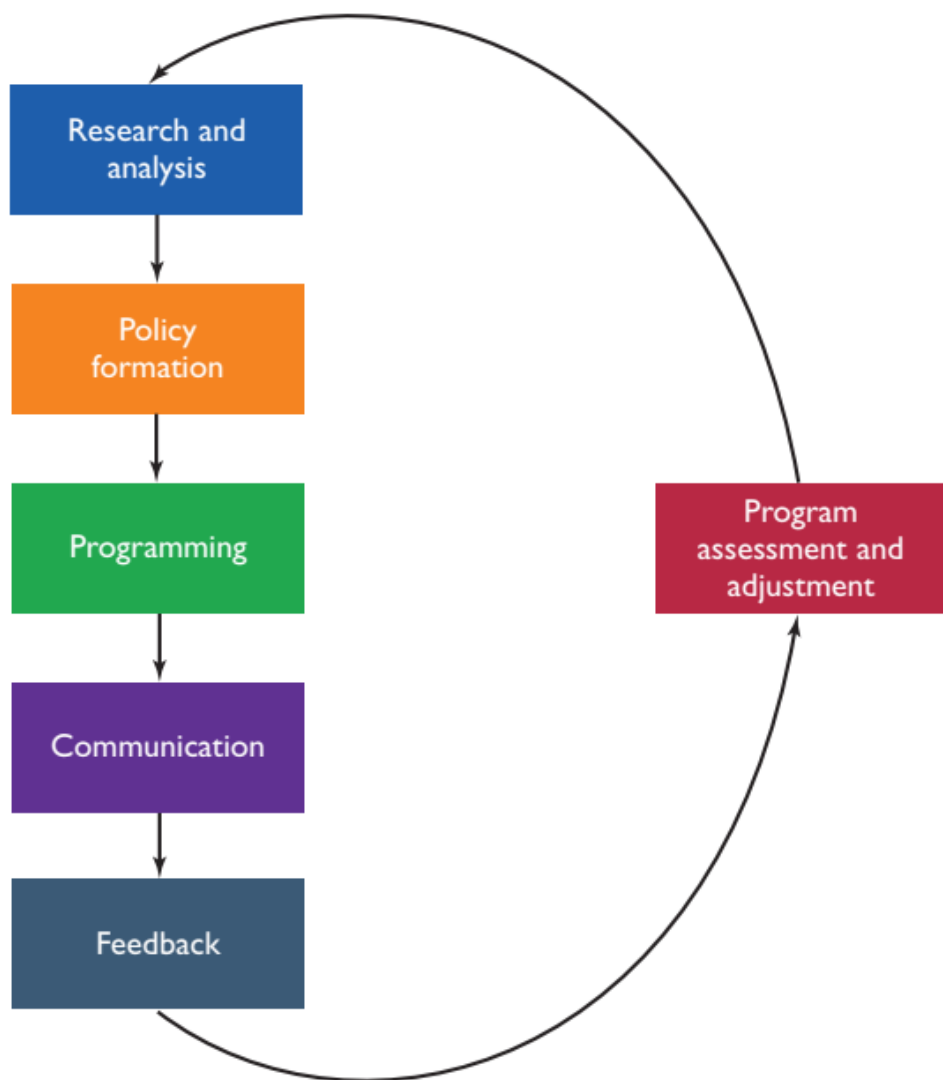 Research and
analysis
Policy
formation
Programming
Program
assessment and
adjustment
Communication
Feedback